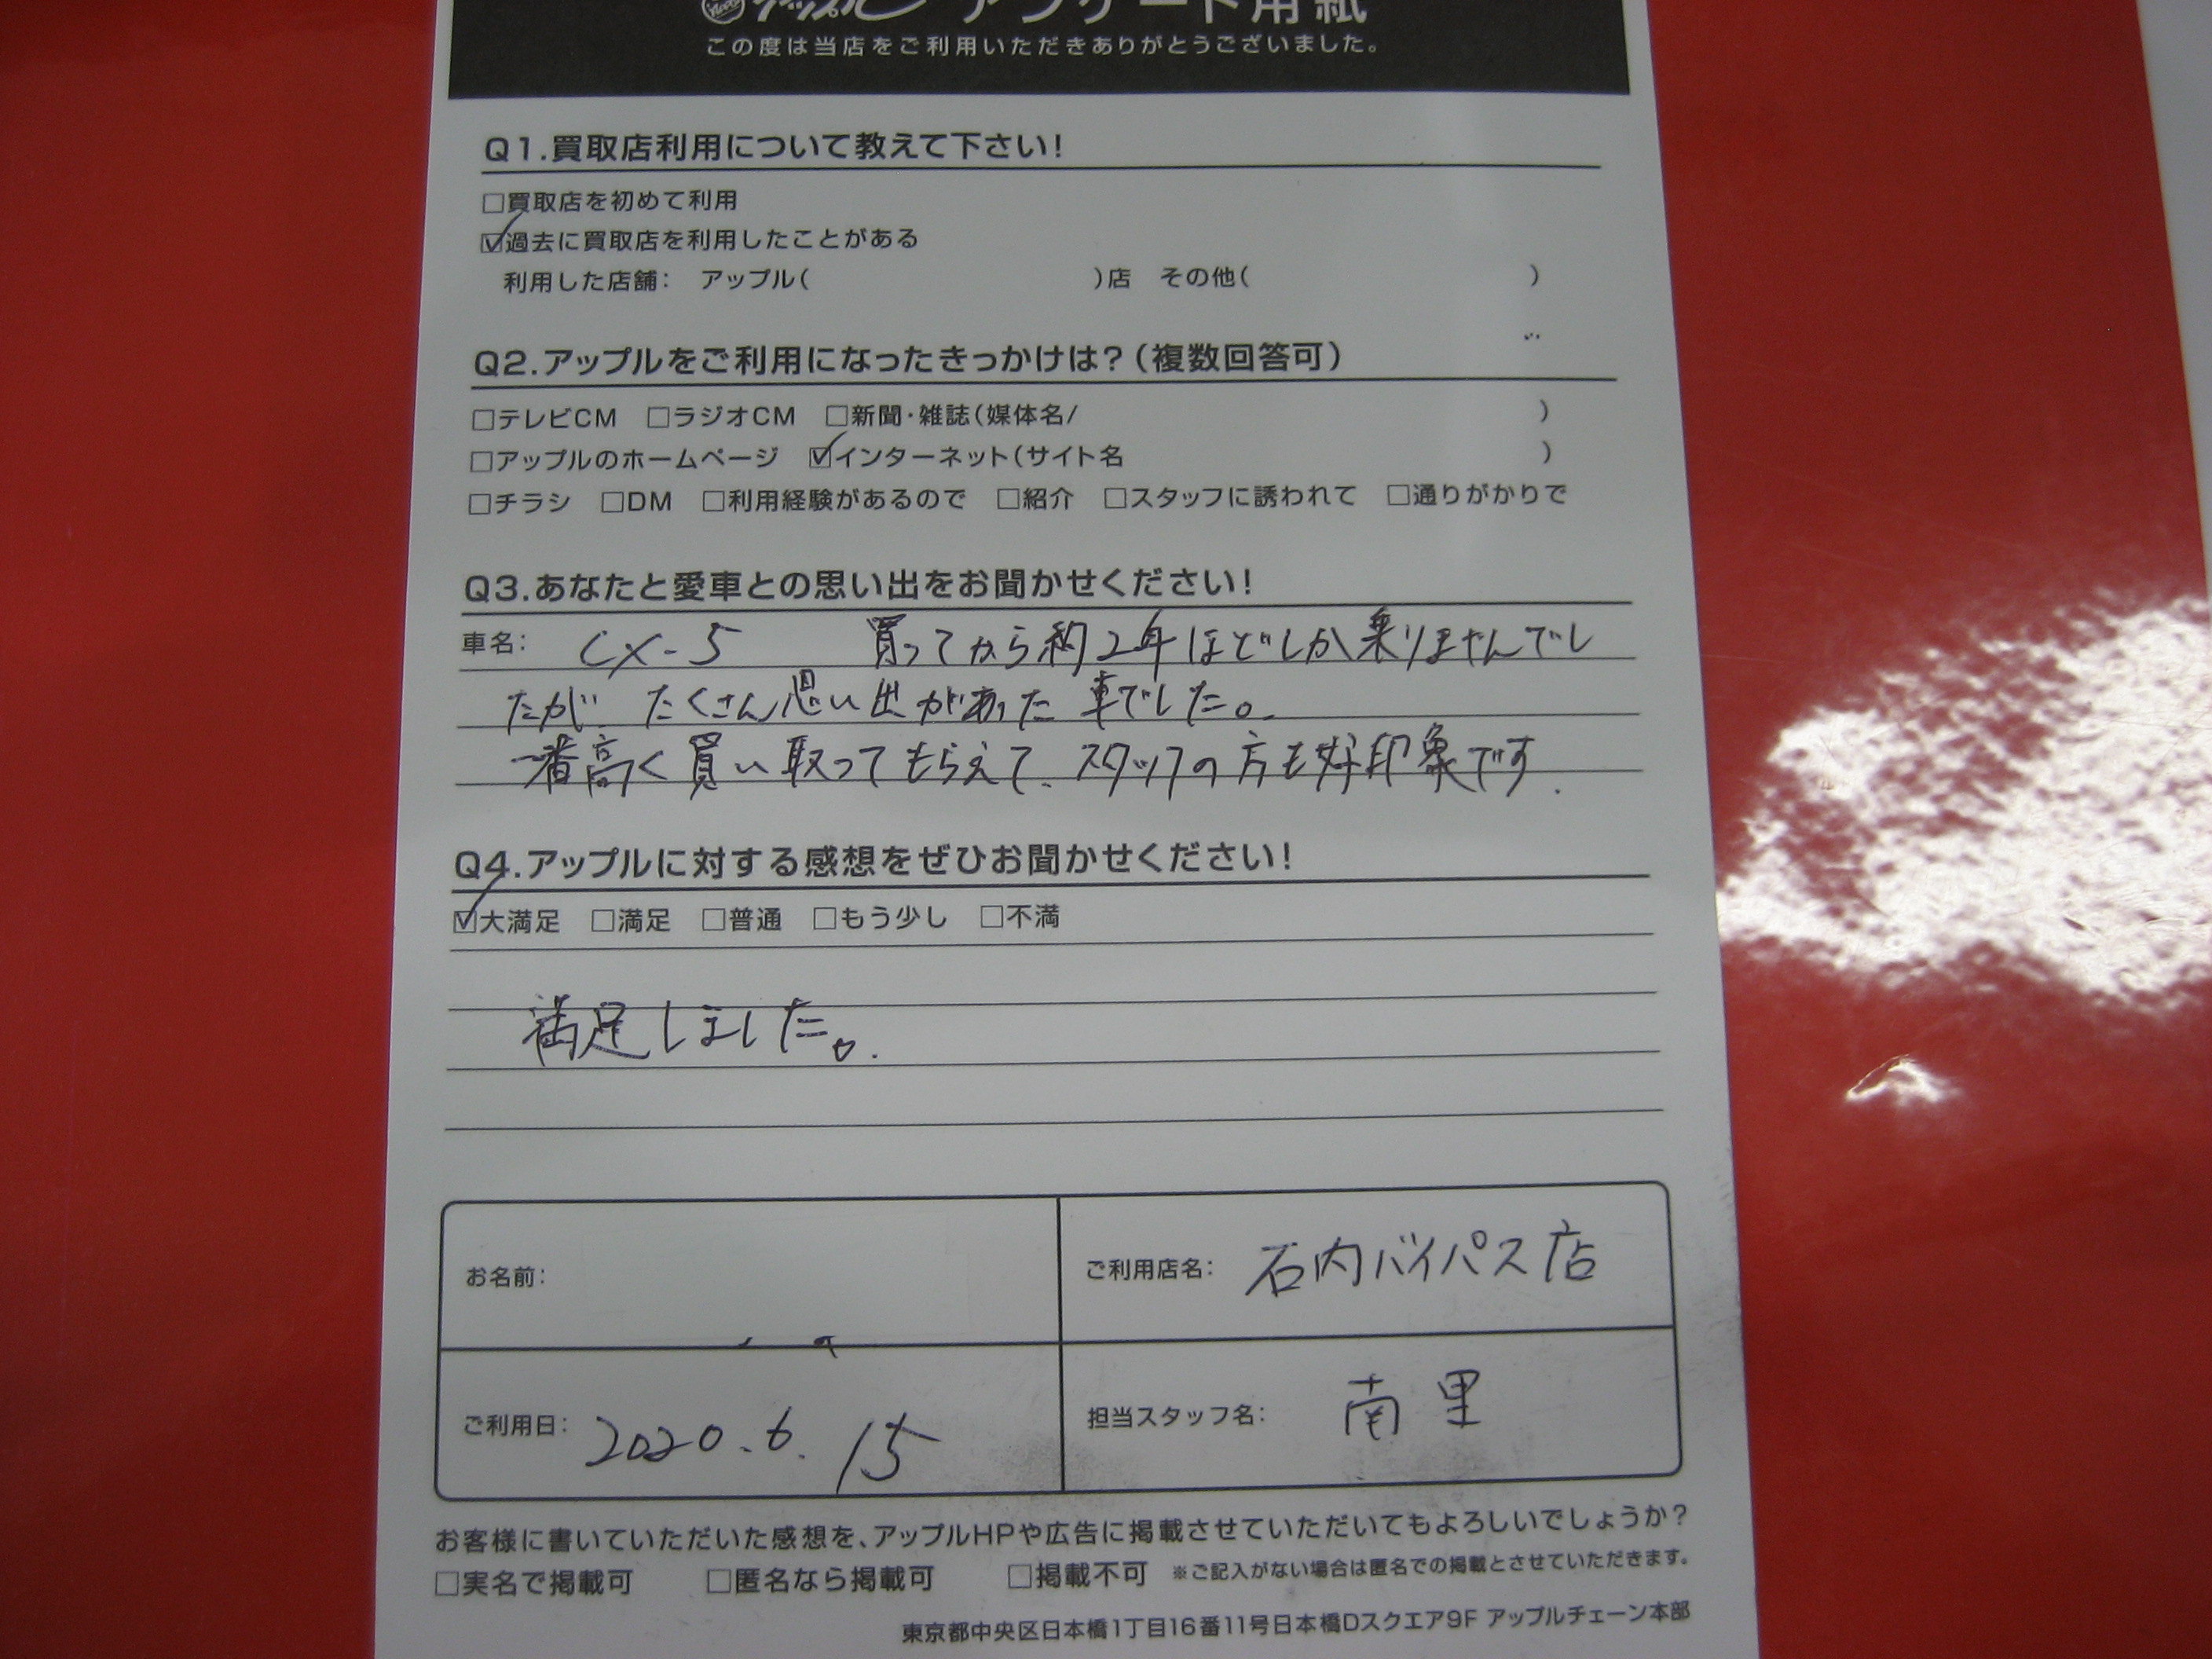 アップル アンケート用紙
この度は当店をご利用いただきありがとうございました。
Q1.買取店利用について教えて下さい!
□買取店を初めて利用
☑過去に買取店を利用したことがある
利用した店舗: アップル( )店 その他( )
Q2.アップルをご利用になったきっかけは?(複数回答可)
□テレビCM □ラジオCM □新聞・雑誌(媒体名/ )
□アップルのホームページ ☑インターネット(サイト名 )
□チラシ □DM □利用経験があるので □紹介 □スタッフに誘われて □通りがかりで
Q3.あなたと愛車との思い出をお聞かせください!
車名: CX-5 買ってから約2年ほどしか乗りませんでし
たが、たくさん思い出があった車でした。
一番高く買い取ってもらえて、スタッフの方も好印象です.
Q4.アップルに対する感想をぜひお聞かせください!
☑大満足 □満足 □普通 □もう少し □不満
満足しました。
お名前:
ご利用店名: 石内バイパス店
ご利用日: 2020.6.15
担当スタッフ名: 南里
お客様に書いていただいた感想を、アップルHPや広告に掲載させていただいてもよろしいでしょうか?
□実名で掲載可 □匿名なら掲載可 □掲載不可 ※ご記入がない場合は匿名での掲載とさせていただきます。
東京都中央区日本橋1丁目16番11号日本橋Dスクエア9F アップルチェーン本部